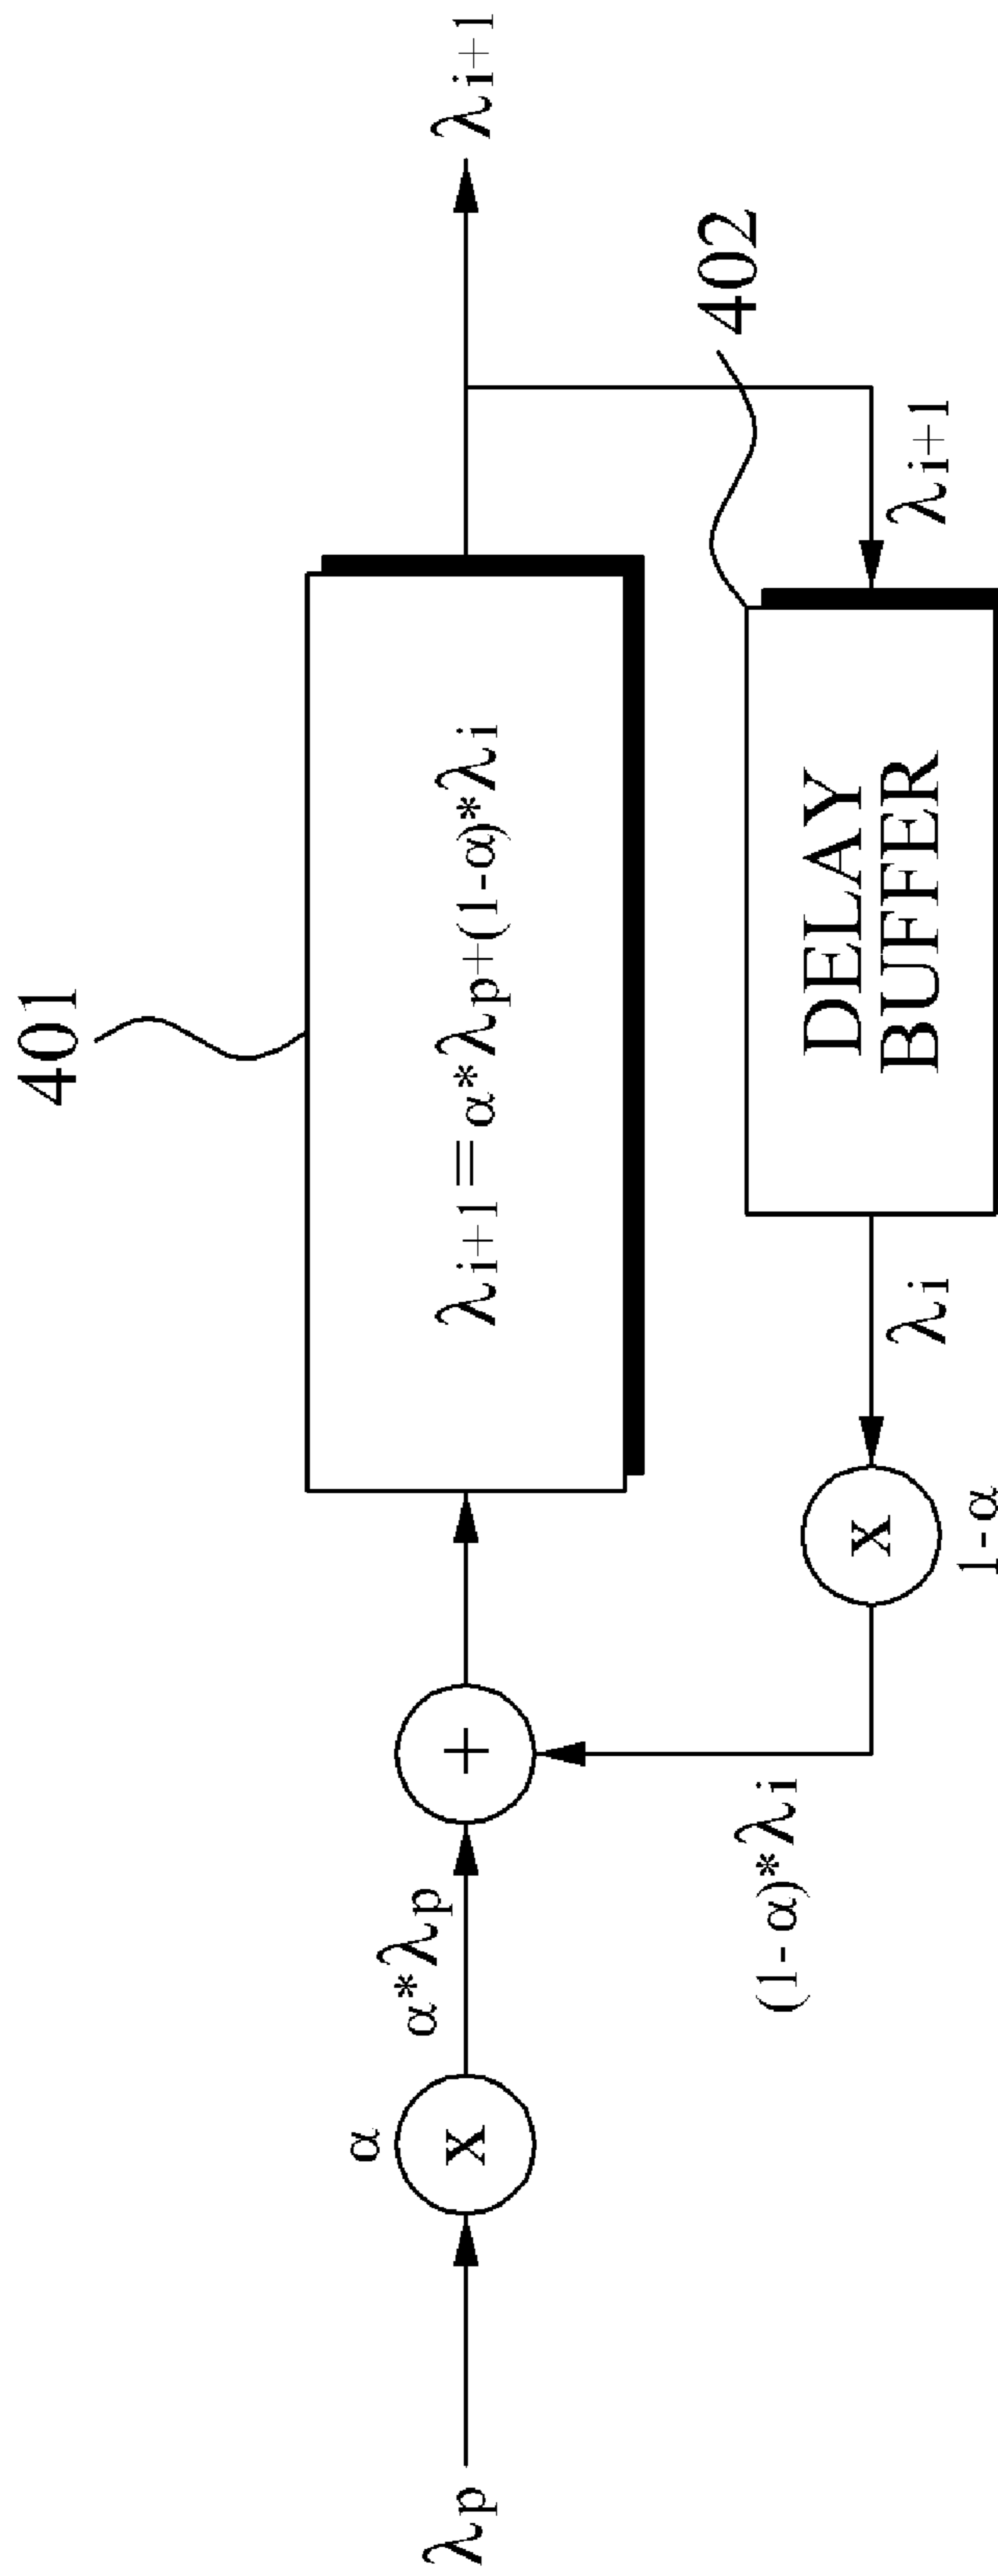 401
λp
α
x
α*λp
+
λi+1=α*λp+(1-α)*λi
λi+1
402
(1-α)*λi
x
1-α
λi
DELAY
BUFFER
λi+1